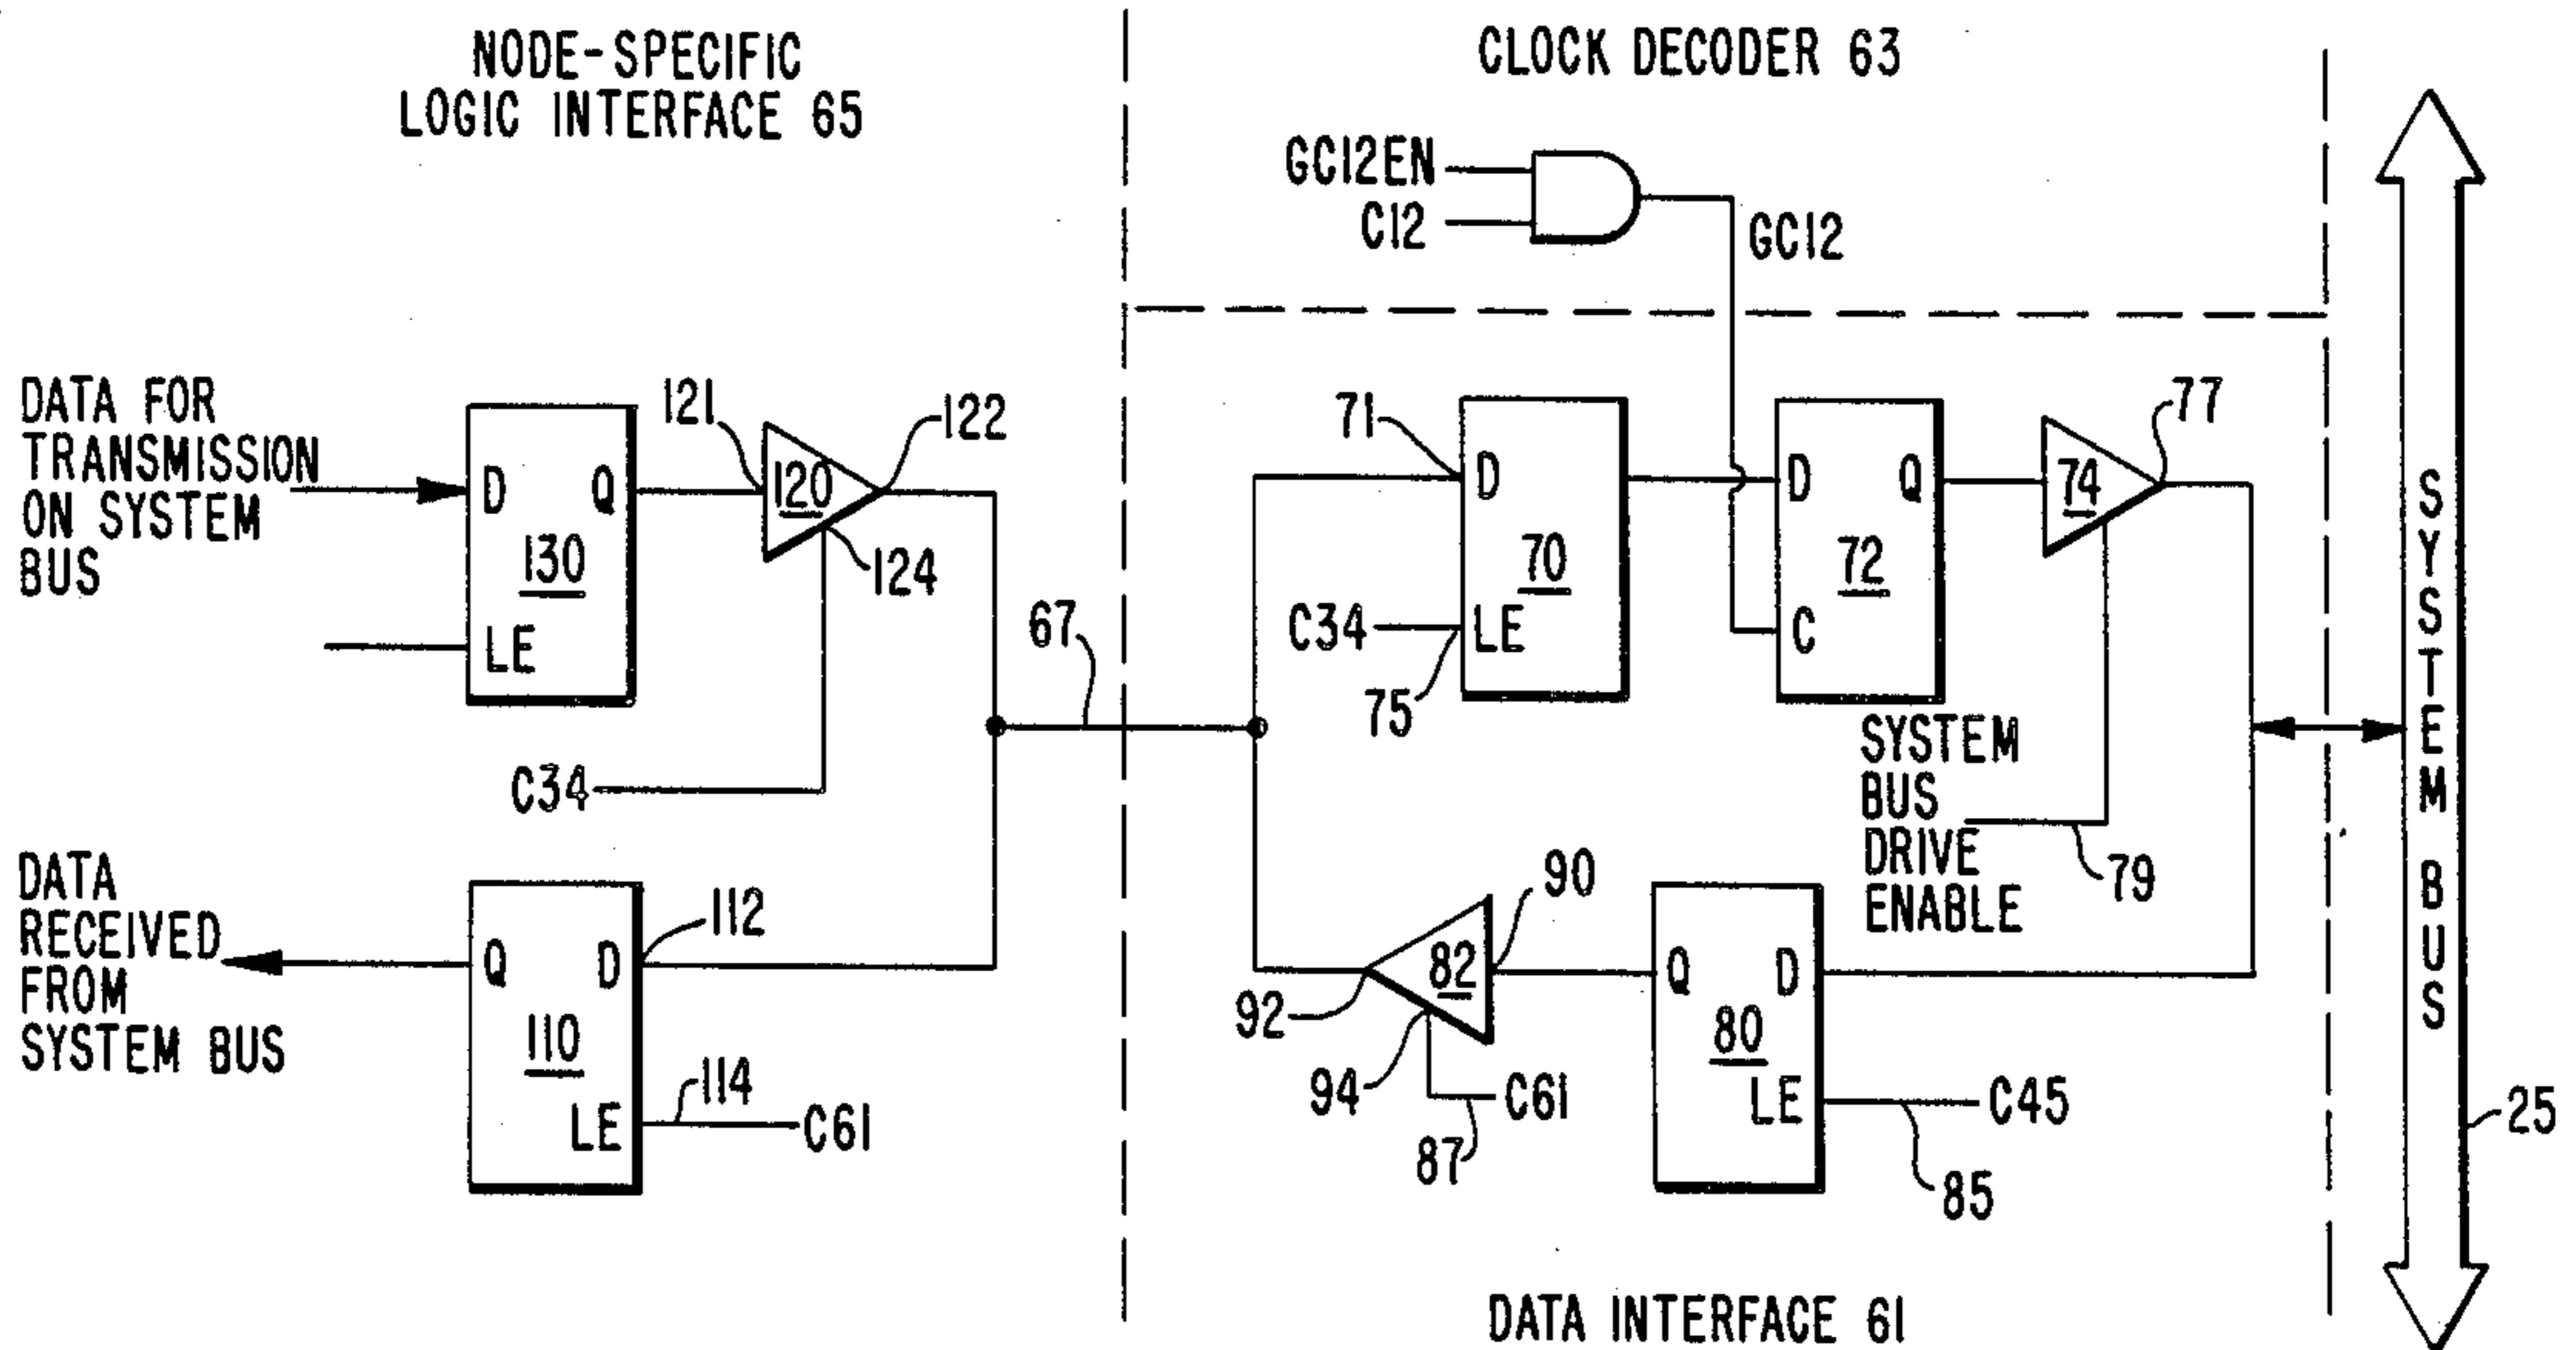 NODE-SPECIFIC
LOGIC INTERFACE 65
CLOCK DECODER 63
GC12EN
C12
GC12
DATA FOR
TRANSMISSION
ON SYSTEM
BUS
D Q
130
LE
121
120
122
124
C34
67
71
D
70
C34
LE
75
D Q
72
C
74
77
SYSTEM
BUS
DRIVE
ENABLE
79
DATA
RECEIVED
FROM
SYSTEM BUS
Q D
110
LE
112
114
C61
92
82
90
94
C61
87
Q D
80
LE
C45
85
SYSTEM BUS
25
DATA INTERFACE 61